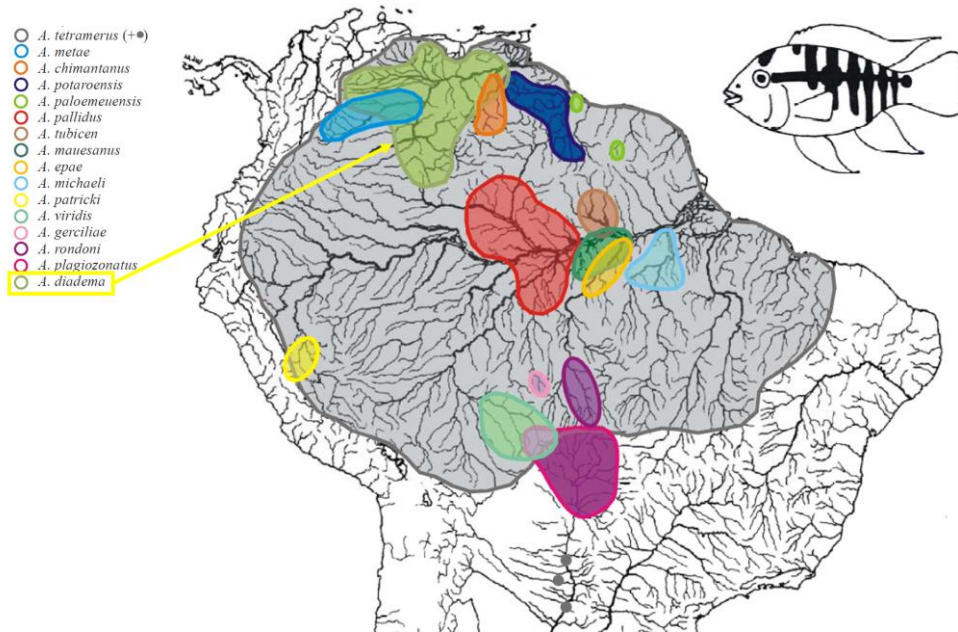 A. tetramerus (+●)
A. metae
A. chimantanus
A. potaroensis
A. paloemeuensis
A. pallidus
A. tubicen
A. mauesanus
A. epae
A. michaeli
A. patricki
A. viridis
A. gerciliae
A. rondoni
A. plagiozonatus
A. diadema